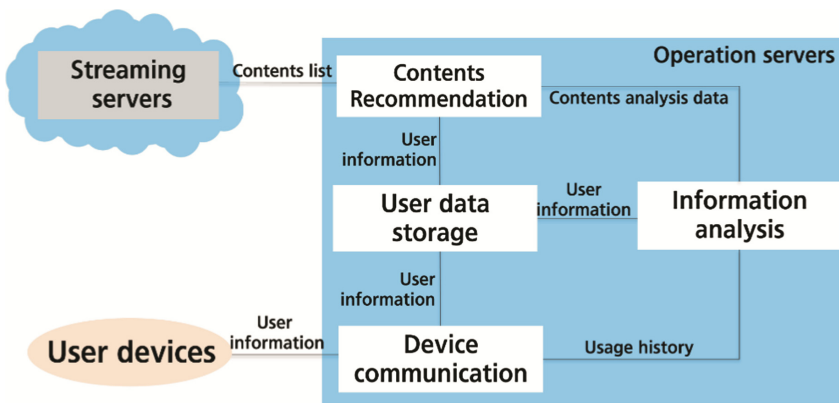 Operation servers
Streaming
servers
Contents list
Contents
Recommendation
Contents analysis data
User
information
User data
storage
User
information
Information
analysis
User
information
User devices
User
information
Device
communication
Usage history